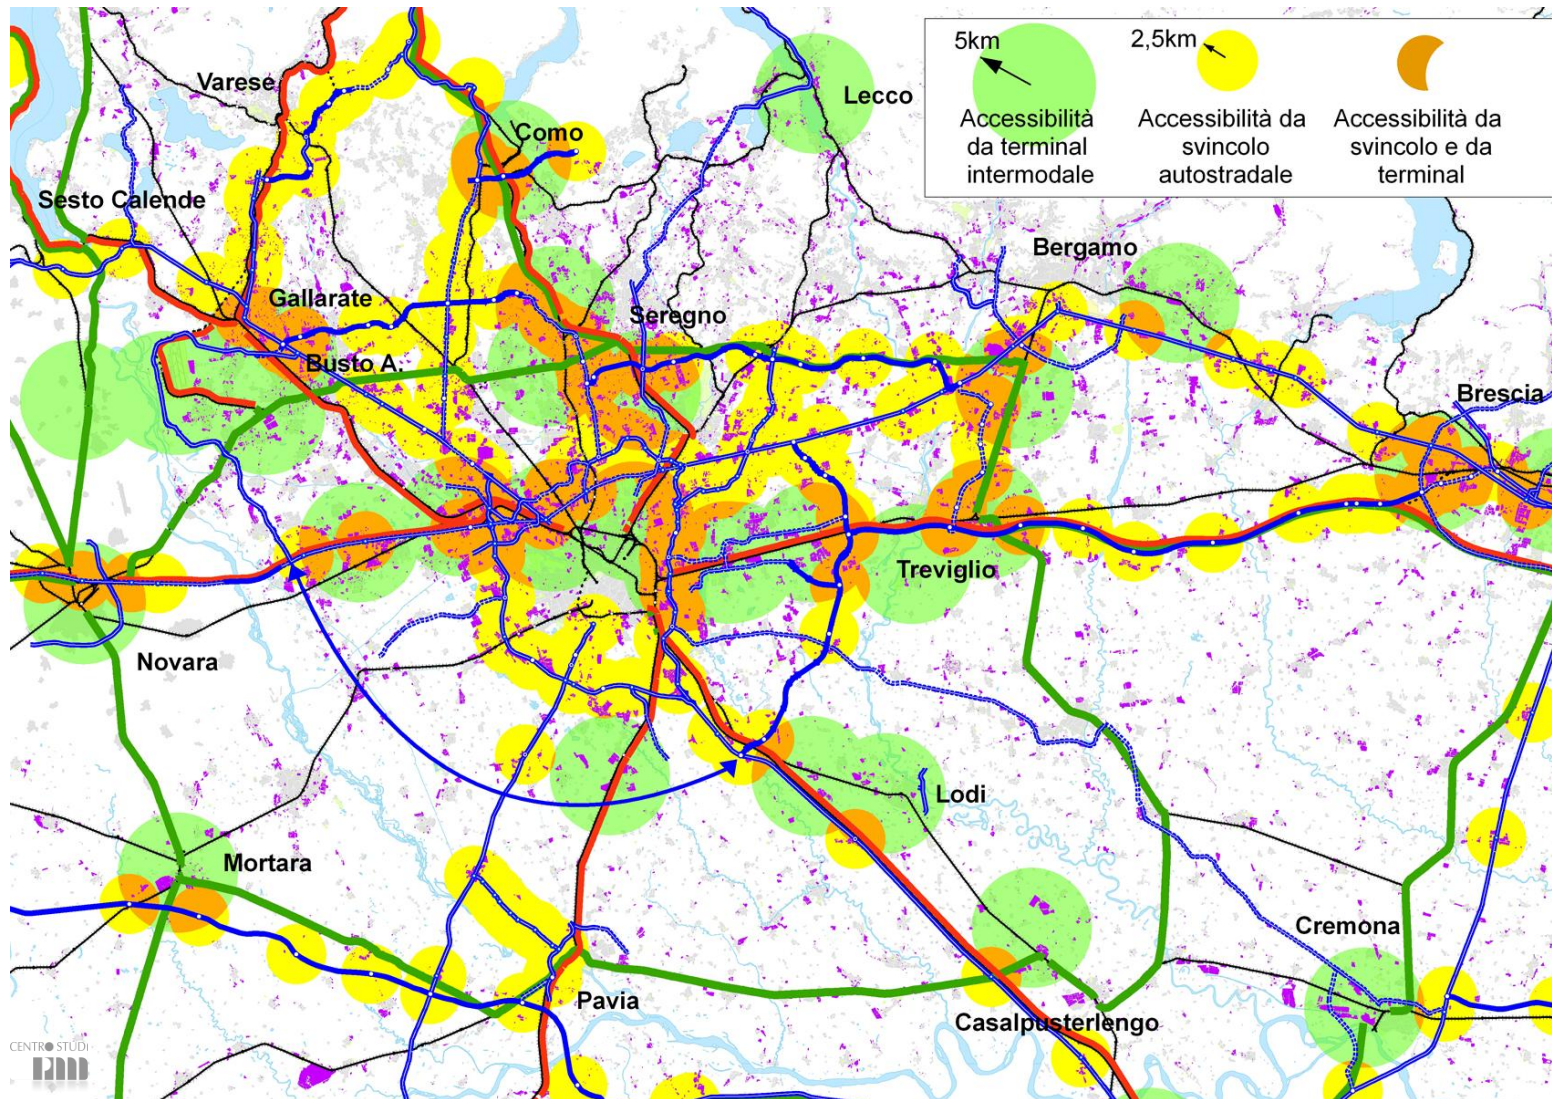 5km
2,5km
Accessibilità
da terminal
intermodale
Accessibilità da
svincolo
autostradale
Accessibilità da
svincolo e da
terminal
Varese
Como
Lecco
Sesto Calende
Bergamo
Gallarate
Seregno
Busto A.
Brescia
Treviglio
Novara
Lodi
Mortara
Cremona
Pavia
Casalpusterlengo
CENTRO STUDI
PIM